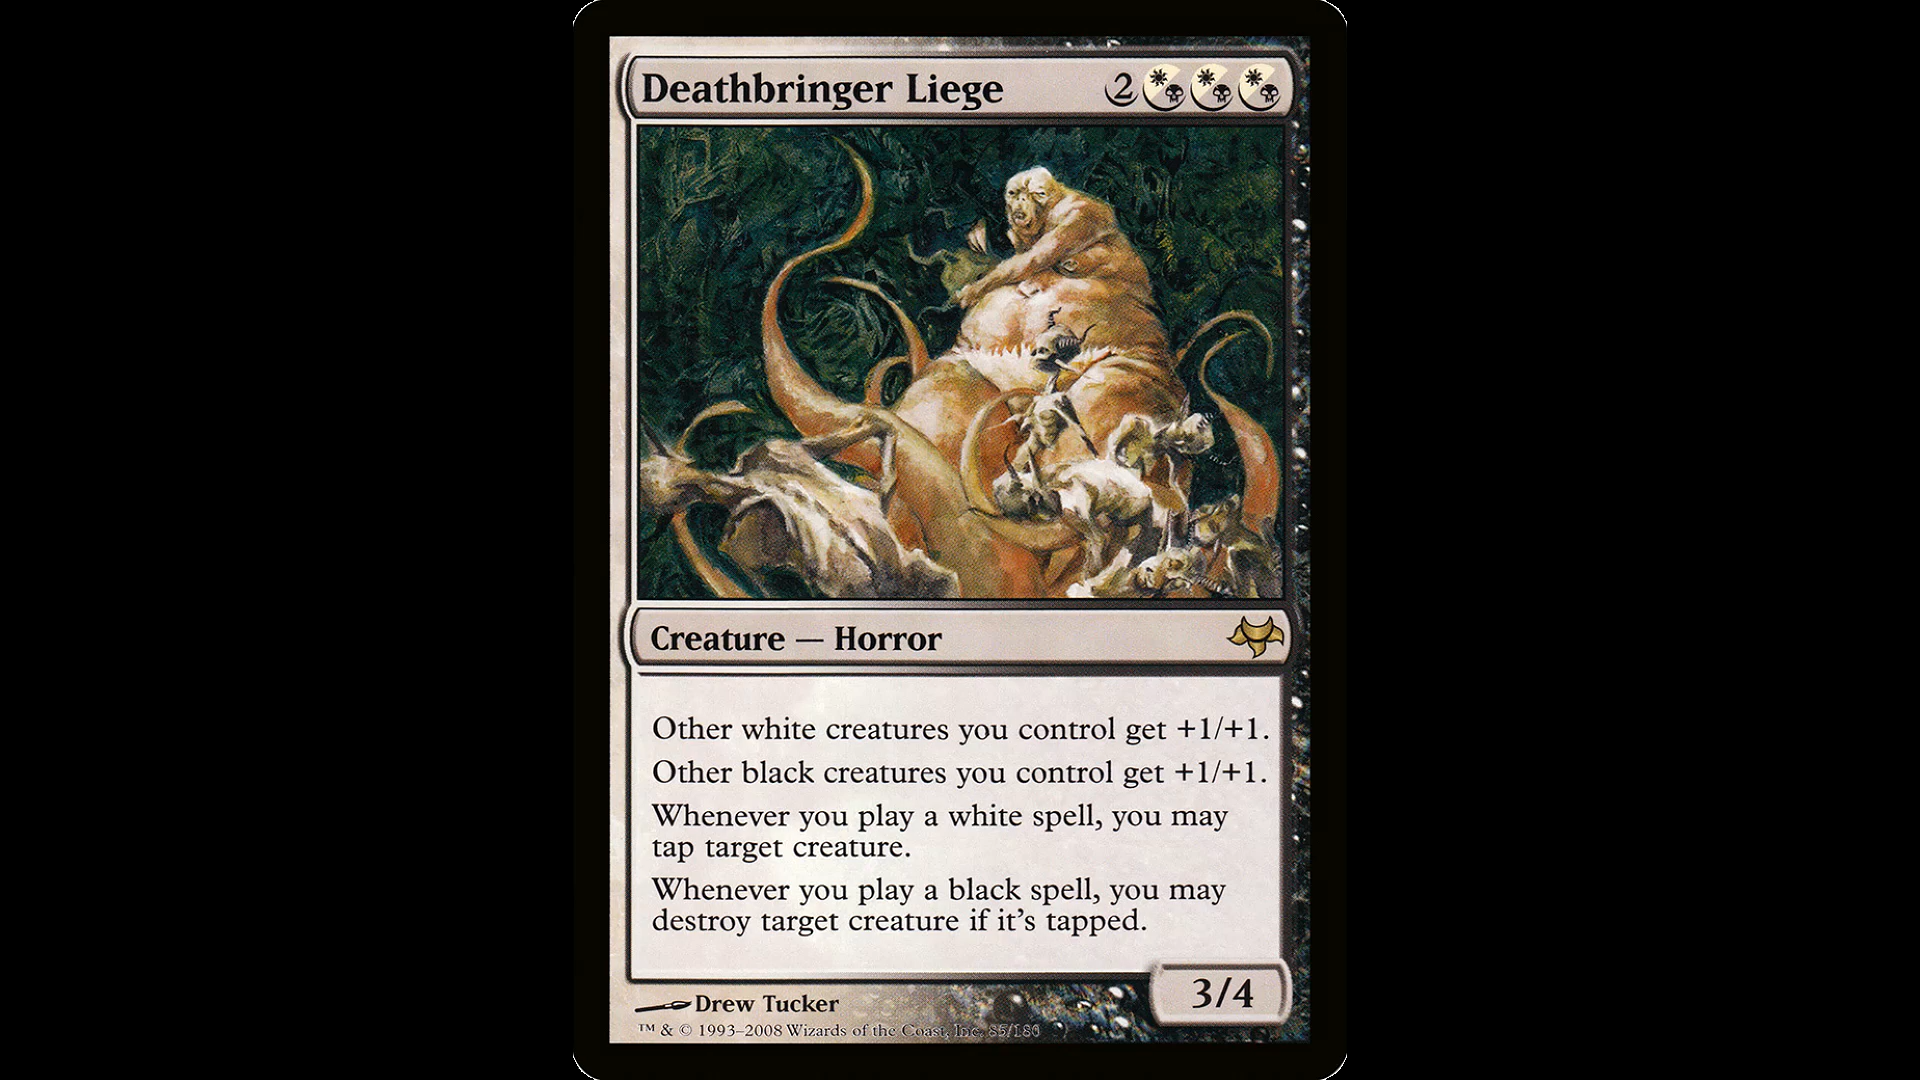 Deathbringer Liege 2
Creature — Horror
Other white creatures you control get +1/+1.
Other black creatures you control get +1/+1.
Whenever you play a white spell, you may
tap target creature.
Whenever you play a black spell, you may
destroy target creature if it's tapped.
3/4
Drew Tucker
™ & © 1993–2008 Wizards of the Coast, Inc. 85/180